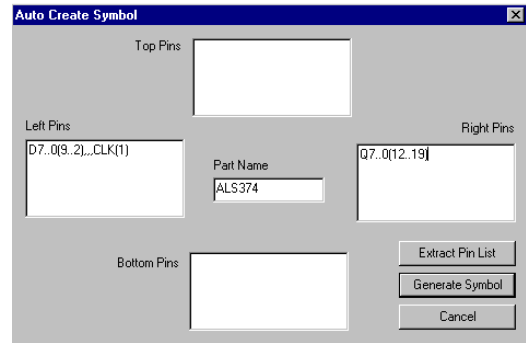 Auto Create Symbol
Top Pins
Left Pins
D7..0(9..2),,,CLK(1)
Part Name
ALS374
Right Pins
Q7..0(12..19)
Bottom Pins
Extract Pin List
Generate Symbol
Cancel